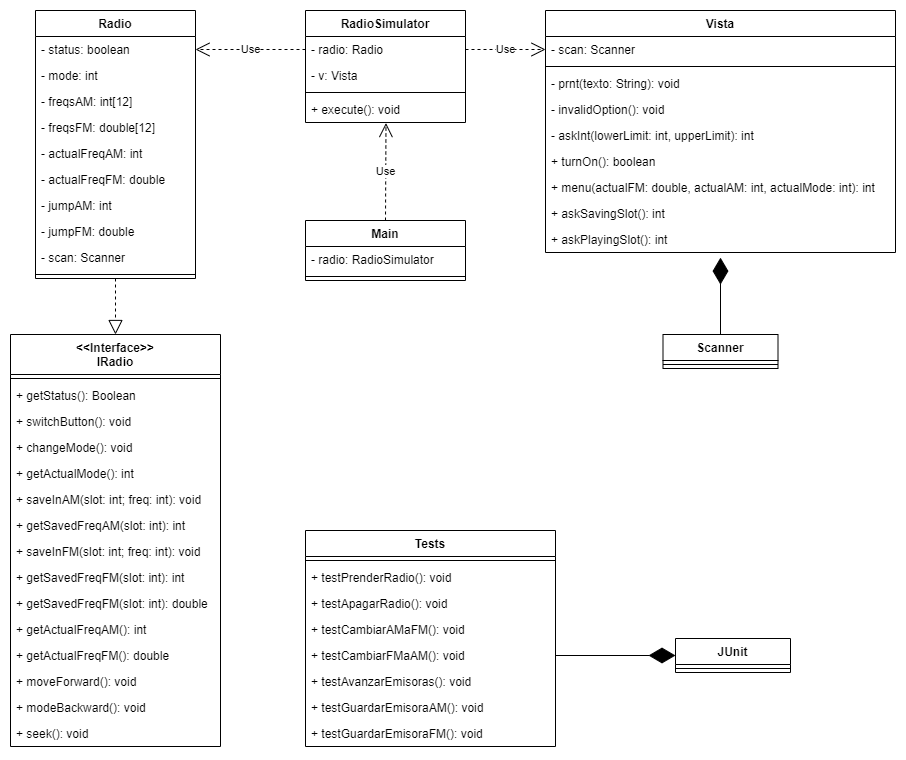 Radio
- status: boolean
- mode: int
- freqsAM: int[12]
- freqsFM: double[12]
- actualFreqAM: int
- actualFreqFM: double
- jumpAM: int
- jumpFM: double
- scan: Scanner
Use
RadioSimulator
- radio: Radio
- v: Vista
+ execute(): void
Use
Vista
- scan: Scanner
- prnt(texto: String): void
- invalidOption(): void
- askInt(lowerLimit: int, upperLimit): int
+ turnOn(): boolean
+ menu(actualFM: double, actualAM: int, actualMode: int): int
+ askSavingSlot(): int
+ askPlayingSlot(): int
Use
Main
- radio: RadioSimulator
Scanner
<<Interface>>
IRadio
+ getStatus(): Boolean
+ switchButton(): void
+ changeMode(): void
+ getActualMode(): int
+ saveInAM(slot: int; freq: int): void
+ getSavedFreqAM(slot: int): int
+ saveInFM(slot: int; freq: int): void
+ getSavedFreqFM(slot: int): int
+ getSavedFreqFM(slot: int): double
+ getActualFreqAM(): int
+ getActualFreqFM(): double
+ moveForward(): void
+ modeBackward(): void
+ seek(): void
Tests
+ testPrenderRadio(): void
+ testApagarRadio(): void
+ testCambiarAMaFM(): void
+ testCambiarFMaAM(): void
+ testAvanzarEmisoras(): void
+ testGuardarEmisoraAM(): void
+ testGuardarEmisoraFM(): void
JUnit